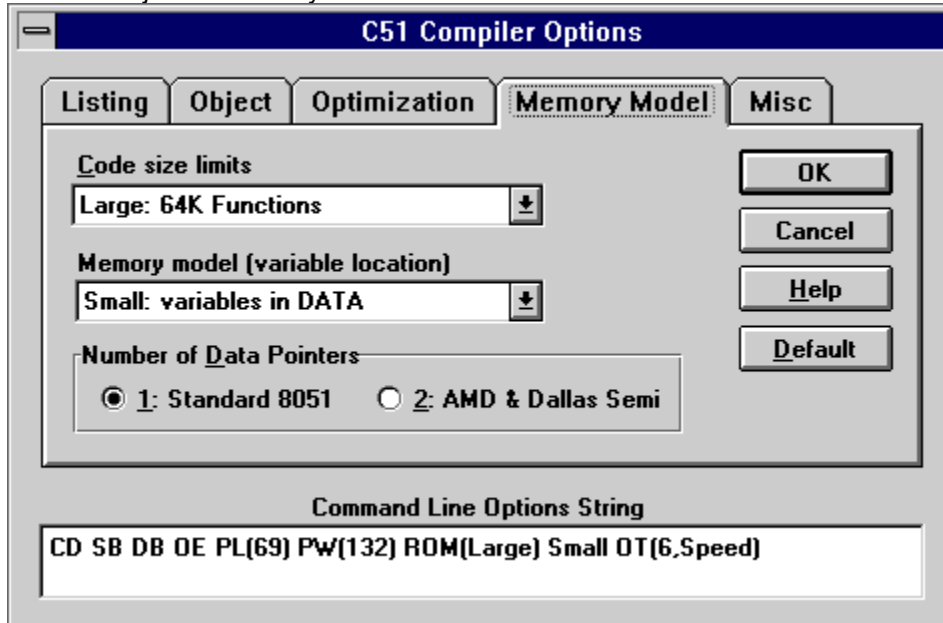 C51 Compiler Options
Listing Object Optimization Memory Model Misc
Code size limits
Large: 64K Functions
Memory model (variable location)
Small: variables in DATA
Number of Data Pointers
1: Standard 8051 2: AMD & Dallas Semi
OK
Cancel
Help
Default
Command Line Options String
CD SB DB OE PL(69) PW(132) ROM(Large) Small OT(6,Speed)